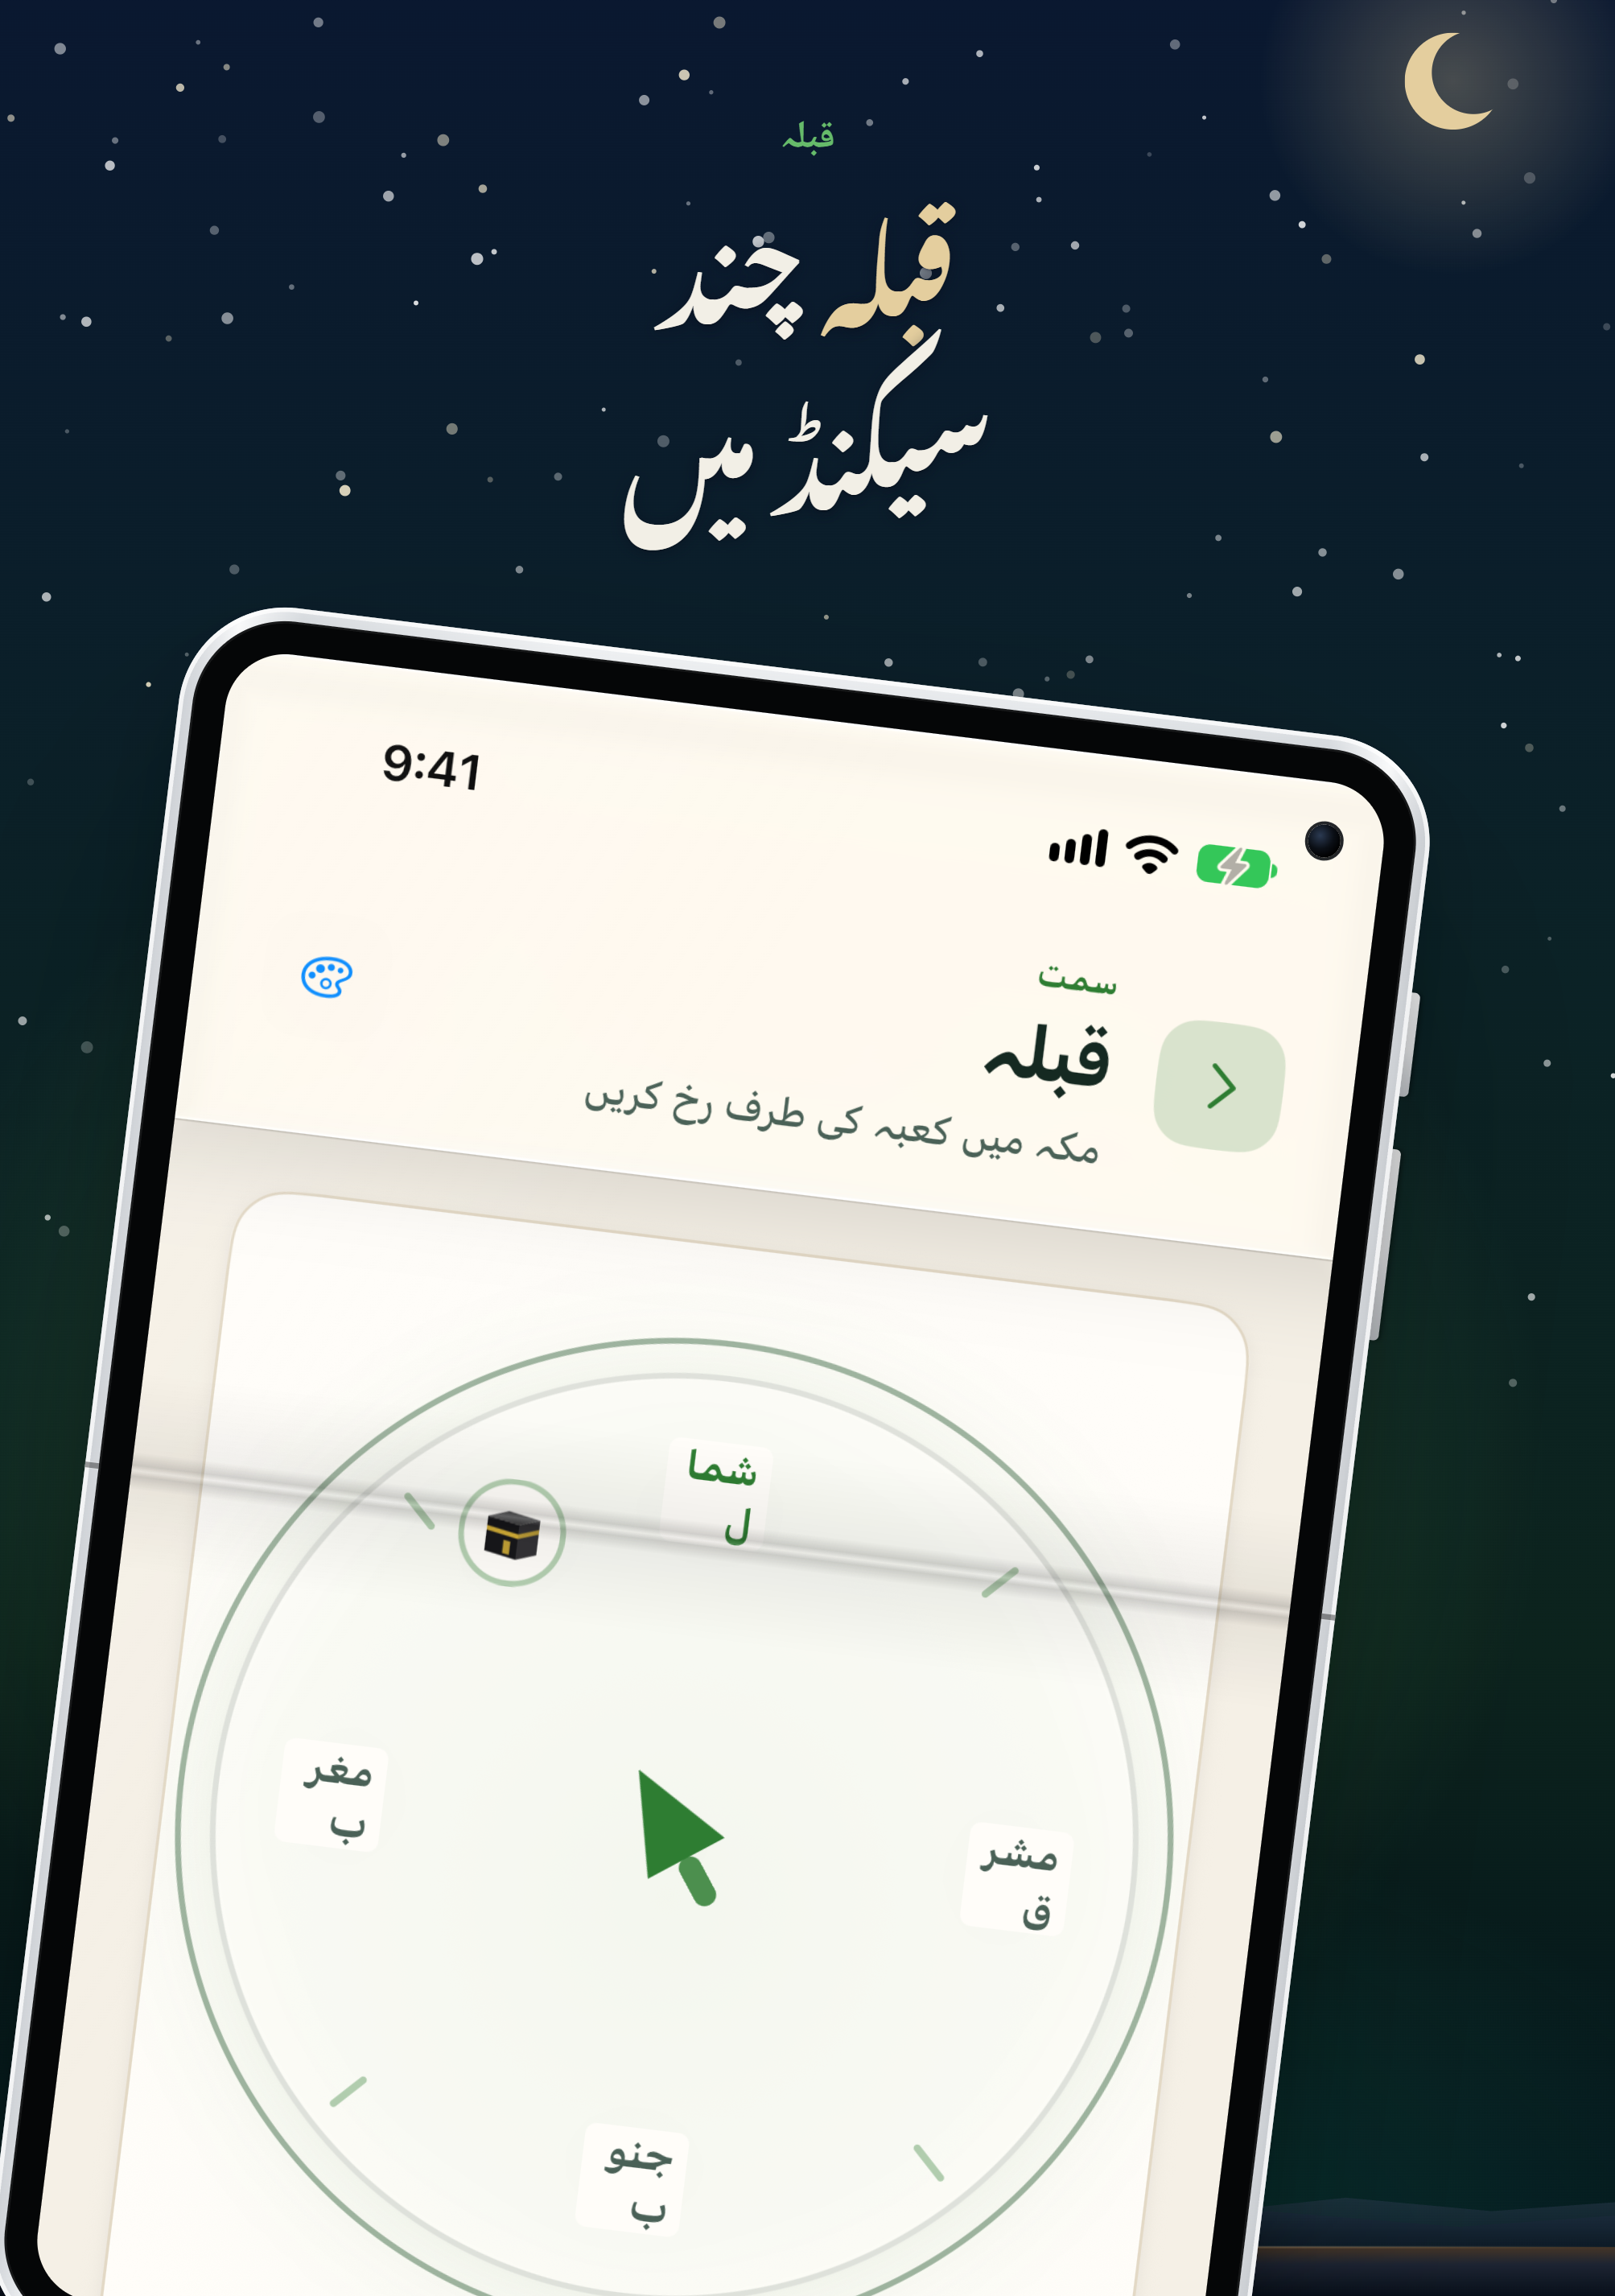 قبلہ
قبلہ چند
سیکنڈ میں
9:41
سمت
قبلہ
مکہ میں کعبہ کی طرف رخ کریں
شما
ل
مغر
ب
مشر
ق
جنو
ب